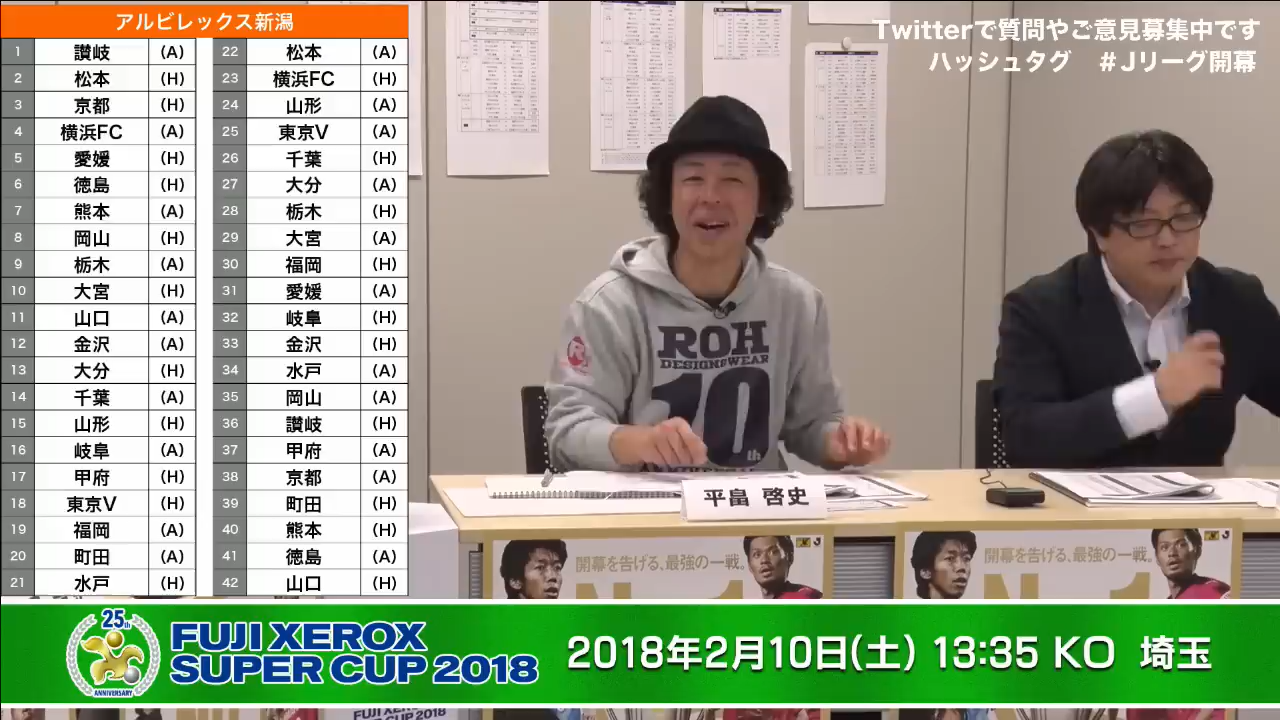 アルビレックス新潟
1 讃岐 (A) 22 松本 (A)
2 松本 (H) 23 横浜FC (H)
3 京都 (H) 24 山形 (A)
4 横浜FC (A) 25 東京V (A)
5 愛媛 (H) 26 千葉 (H)
6 徳島 (H) 27 大分 (A)
7 熊本 (A) 28 栃木 (H)
8 岡山 (H) 29 大宮 (A)
9 栃木 (A) 30 福岡 (H)
10 大宮 (H) 31 愛媛 (A)
11 山口 (A) 32 岐阜 (H)
12 金沢 (A) 33 金沢 (H)
13 大分 (H) 34 水戸 (A)
14 千葉 (A) 35 岡山 (A)
15 山形 (H) 36 讃岐 (H)
16 岐阜 (A) 37 甲府 (A)
17 甲府 (H) 38 京都 (A)
18 東京V (H) 39 町田 (H)
19 福岡 (A) 40 熊本 (H)
20 町田 (A) 41 徳島 (A)
21 水戸 (H) 42 山口 (H)
Twitterで質問やご意見募集中です
ハッシュタグ #Jリーグ開幕
ROH
DESIGNSWEAR
10th
平畠 啓史
開幕を告げる、最強の一戦。
開幕を告げる、最強の一戦。
25th
ANNIVERSARY
FUJI XEROX
SUPER CUP 2018
2018年2月10日(土) 13:35 KO 埼玉
FUJI XEROX
SUPER CUP 2018